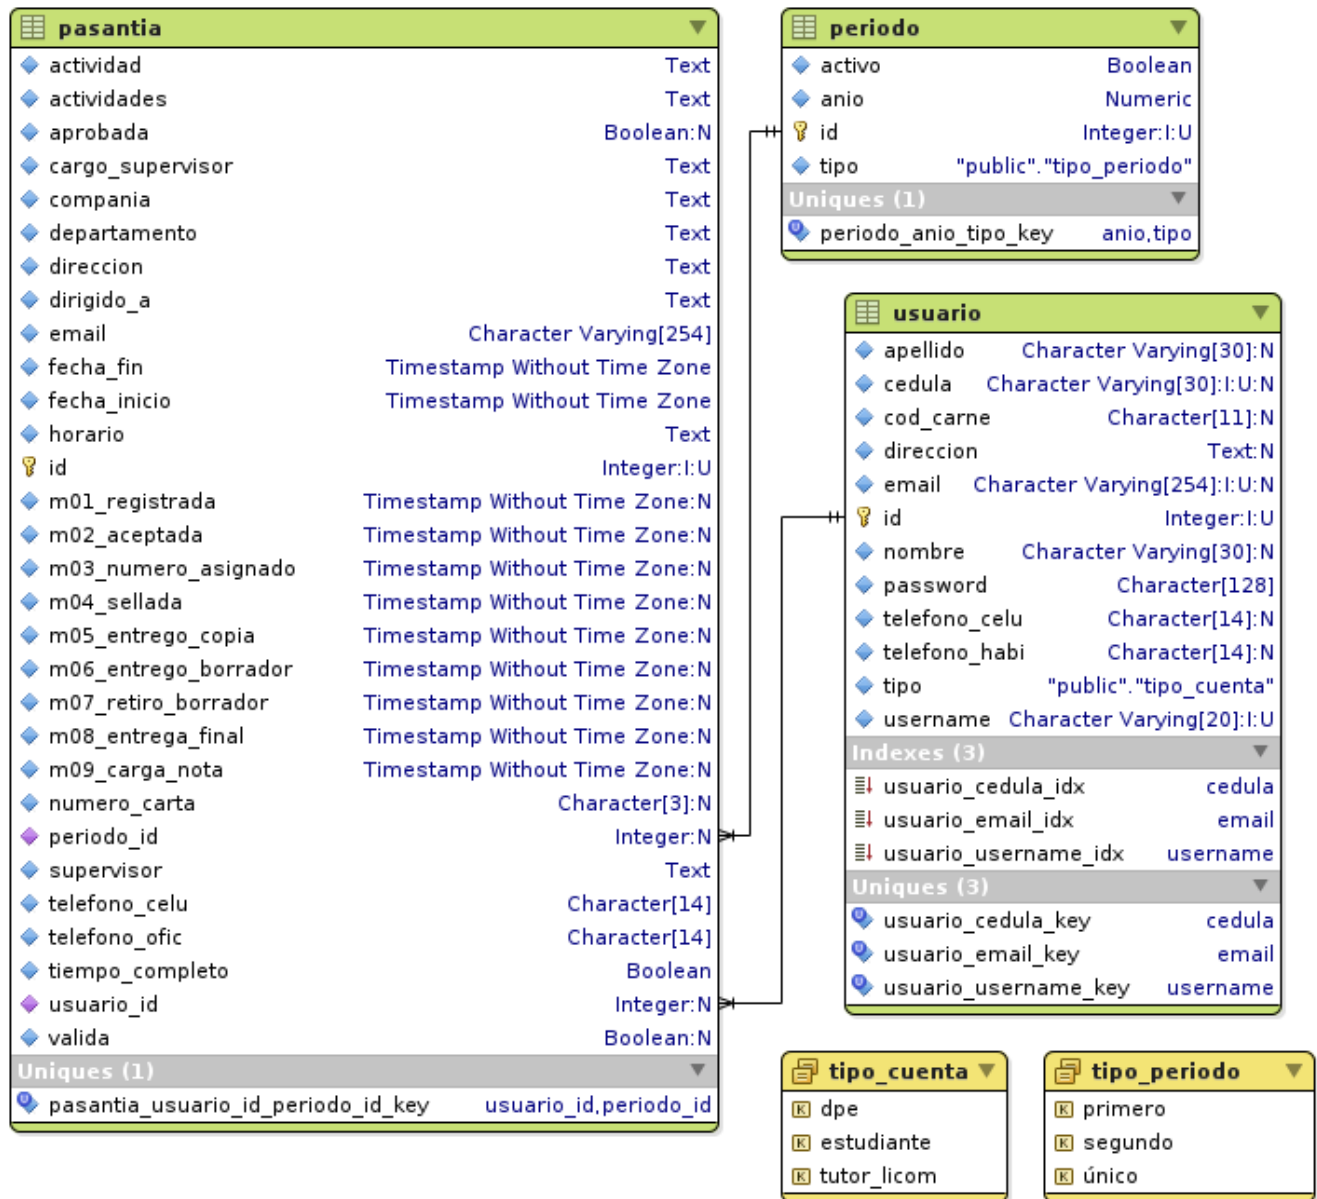 pasantia
actividad Text
actividades Text
aprobada Boolean:N
cargo_supervisor Text
compania Text
departamento Text
direccion Text
dirigido_a Text
email Character Varying[254]
fecha_fin Timestamp Without Time Zone
fecha_inicio Timestamp Without Time Zone
horario Text
id Integer:I:U
m01_registrada Timestamp Without Time Zone:N
m02_aceptada Timestamp Without Time Zone:N
m03_numero_asignado Timestamp Without Time Zone:N
m04_sellada Timestamp Without Time Zone:N
m05_entrego_copia Timestamp Without Time Zone:N
m06_entrego_borrador Timestamp Without Time Zone:N
m07_retiro_borrador Timestamp Without Time Zone:N
m08_entrega_final Timestamp Without Time Zone:N
m09_carga_nota Timestamp Without Time Zone:N
numero_carta Character[3]:N
periodo_id Integer:N
supervisor Text
telefono_celu Character[14]
telefono_ofic Character[14]
tiempo_completo Boolean
usuario_id Integer:N
valida Boolean:N
Uniques (1)
pasantia_usuario_id_periodo_id_key usuario_id,periodo_id
periodo
activo Boolean
anio Numeric
id Integer:I:U
tipo "public"."tipo_periodo"
Uniques (1)
periodo_anio_tipo_key anio,tipo
usuario
apellido Character Varying[30]:N
cedula Character Varying[30]:I:U:N
cod_carne Character[11]:N
direccion Text:N
email Character Varying[254]:I:U:N
id Integer:I:U
nombre Character Varying[30]:N
password Character[128]
telefono_celu Character[14]:N
telefono_habi Character[14]:N
tipo "public"."tipo_cuenta"
username Character Varying[20]:I:U
Indexes (3)
usuario_cedula_idx cedula
usuario_email_idx email
usuario_username_idx username
Uniques (3)
usuario_cedula_key cedula
usuario_email_key email
usuario_username_key username
tipo_cuenta
K dpe
K estudiante
K tutor_licom
tipo_periodo
K primero
K segundo
K único